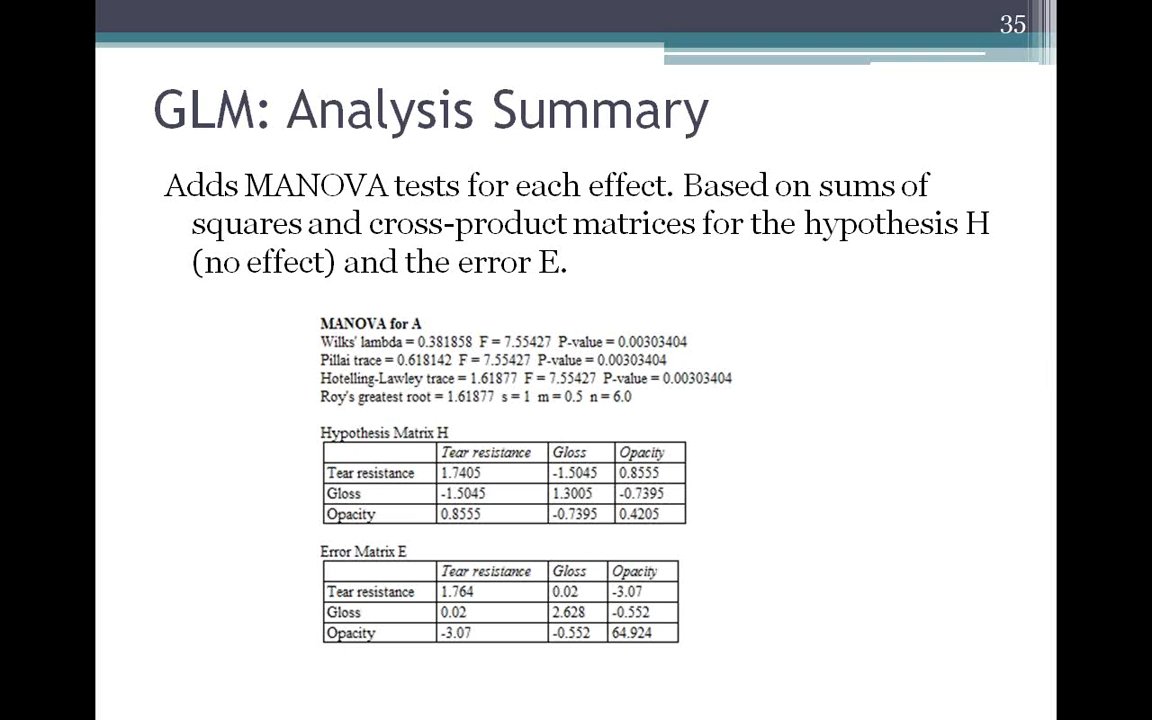 35
GLM: Analysis Summary
Adds MANOVA tests for each effect. Based on sums of
squares and cross-product matrices for the hypothesis H
(no effect) and the error E.
MANOVA for A
Wilks' lambda = 0.381858 F = 7.55427 P-value = 0.00303404
Pillai trace = 0.618142 F = 7.55427 P-value = 0.00303404
Hotelling-Lawley trace = 1.61877 F = 7.55427 P-value = 0.00303404
Roy's greatest root = 1.61877 s = 1 m = 0.5 n = 6.0
Hypothesis Matrix H
Tear resistance Gloss Opacity
Tear resistance 1.7405 -1.5045 0.8555
Gloss -1.5045 1.3005 -0.7395
Opacity 0.8555 -0.7395 0.4205
Error Matrix E
Tear resistance Gloss Opacity
Tear resistance 1.764 0.02 -3.07
Gloss 0.02 2.628 -0.552
Opacity -3.07 -0.552 64.924